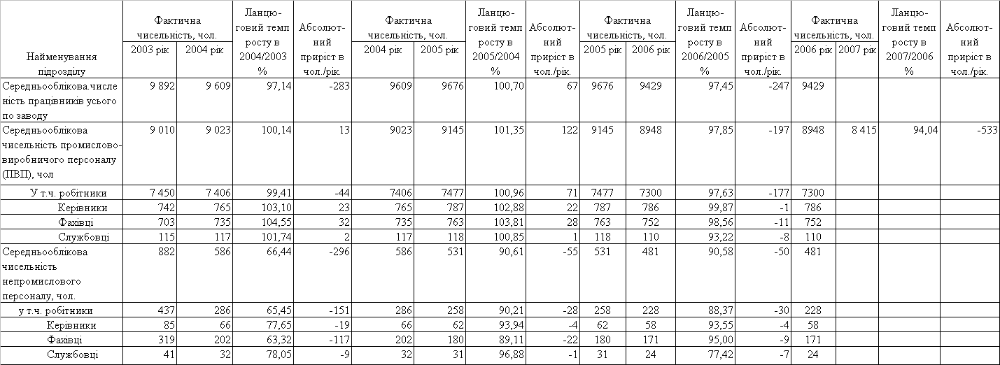 Найменування підрозділу | Фактична чисельність, чол. | Ланцю-говий темп росту в 2004/2003 % | Абсолют-ний приріст в чол./рік. | Фактична чисельність, чол. | Ланцю-говий темп росту в 2005/2004 % | Абсолют-ний приріст в чол./рік. | Фактична чисельність, чол. | Ланцю-говий темп росту в 2006/2005 % | Абсолют-ний приріст в чол./рік. | Фактична чисельність, чол. | Ланцю-говий темп росту в 2007/2006 % | Абсолют-ний приріст в чол./рік.
2003 рік | 2004 рік | 2004 рік | 2005 рік | 2005 рік | 2006 рік | 2006 рік | 2007 рік
Середньооблікова.числе
ність працівників усього
по заводу | 9 892 | 9 609 | 97,14 | -283 | 9609 | 9676 | 100,70 | 67 | 9676 | 9429 | 97,45 | -247 | 9429
Середньооблікова
чисельність промислово-
виробничого персоналу
(ПВП), чол | 9 010 | 9 023 | 100,14 | 13 | 9023 | 9145 | 101,35 | 122 | 9145 | 8948 | 97,85 | -197 | 8948 | 8 415 | 94,04 | -533
У т.ч. робітники | 7 450 | 7 406 | 99,41 | -44 | 7406 | 7477 | 100,96 | 71 | 7477 | 7300 | 97,63 | -177 | 7300
Керівники | 742 | 765 | 103,10 | 23 | 765 | 787 | 102,88 | 22 | 787 | 786 | 99,87 | -1 | 786
Фахівці | 703 | 735 | 104,55 | 32 | 735 | 763 | 103,81 | 28 | 763 | 752 | 98,56 | -11 | 752
Службовці | 115 | 117 | 101,74 | 2 | 117 | 118 | 100,85 | 1 | 118 | 110 | 93,22 | -8 | 110
Середньооблікова
чисельність
непромислового
персоналу, чол. | 882 | 586 | 66,44 | -296 | 586 | 531 | 90,61 | -55 | 531 | 481 | 90,58 | -50 | 481
у т.ч. робітники | 437 | 286 | 65,45 | -151 | 286 | 258 | 90,21 | -28 | 258 | 228 | 88,37 | -30 | 228
Керівники | 85 | 66 | 77,65 | -19 | 66 | 62 | 93,94 | -4 | 62 | 58 | 93,55 | -4 | 58
Фахівці | 319 | 202 | 63,32 | -117 | 202 | 180 | 89,11 | -22 | 180 | 171 | 95,00 | -9 | 171
Службовці | 41 | 32 | 78,05 | -9 | 32 | 31 | 96,88 | -1 | 31 | 24 | 77,42 | -7 | 24